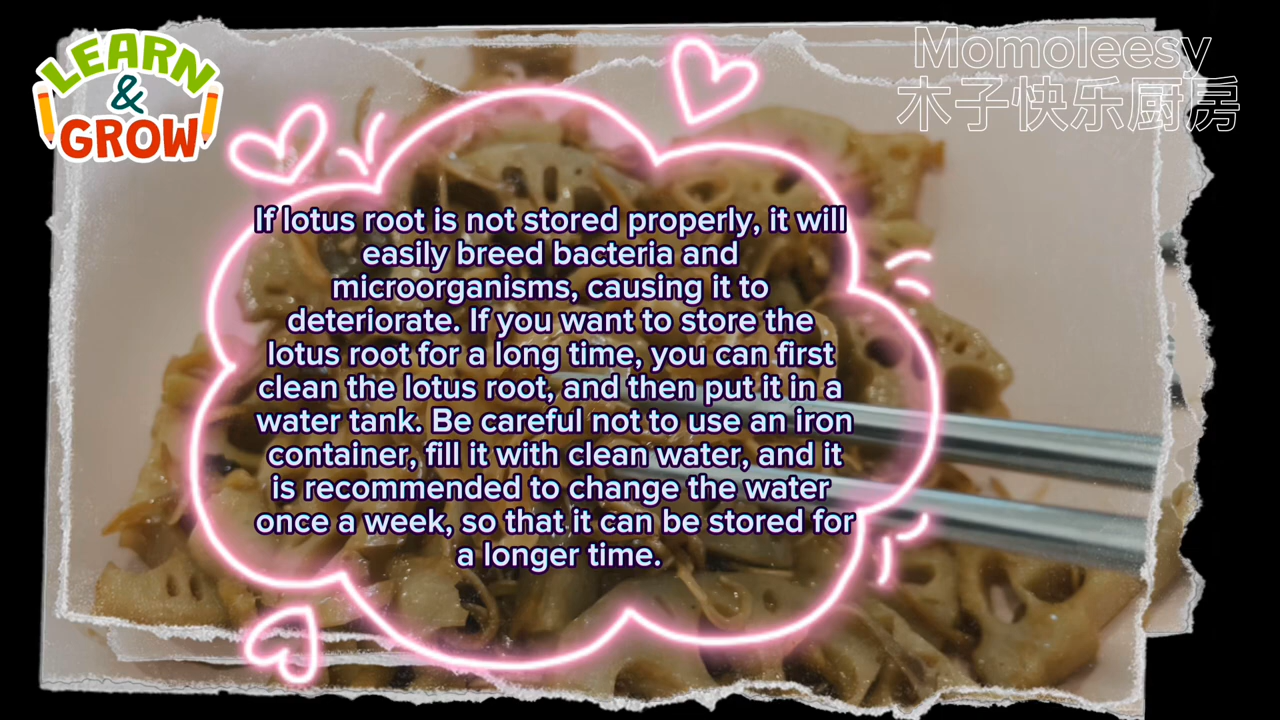 LEARN
&
GROW
Momoleesy
木子快乐厨房
If lotus root is not stored properly, it will
easily breed bacteria and
microorganisms, causing it to
deteriorate. If you want to store the
lotus root for a long time, you can first
clean the lotus root, and then put it in a
water tank. Be careful not to use an iron
container, fill it with clean water, and it
is recommended to change the water
once a week, so that it can be stored for
a longer time.